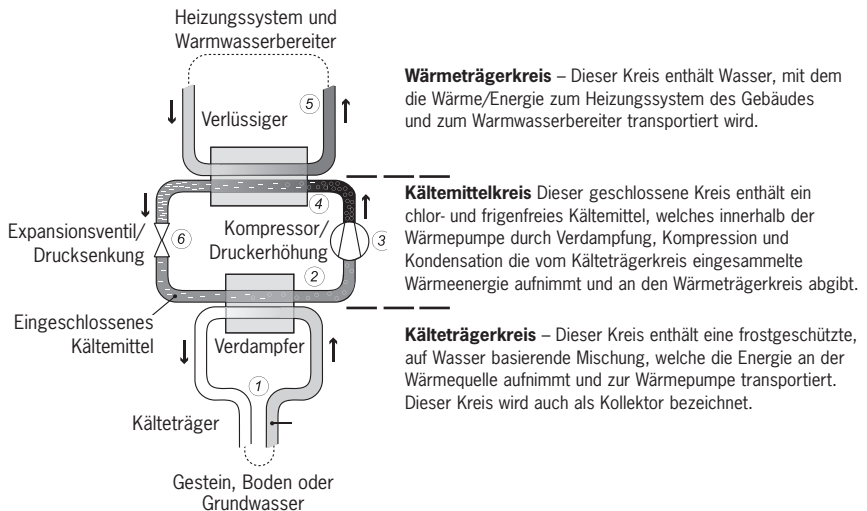 Heizungssystem und
Warmwasserbereiter
Wärmeträgerkreis – Dieser Kreis enthält Wasser, mit dem
die Wärme/Energie zum Heizungssystem des Gebäudes
und zum Warmwasserbereiter transportiert wird.
5
Verlüssiger
4
Kältemittelkreis Dieser geschlossene Kreis enthält ein
chlor- und frigenfreies Kältemittel, welches innerhalb der
Wärmepumpe durch Verdampfung, Kompression und
Kondensation die vom Kälteträgerkreis eingesammelte
Wärmeenergie aufnimmt und an den Wärmeträgerkreis abgibt.
Expansionsventil/
Drucksenkung
6
Kompressor/
Druckerhöhung
3
2
Eingeschlossenes
Kältemittel
Verdampfer
Kälteträgerkreis – Dieser Kreis enthält eine frostgeschützte,
auf Wasser basierende Mischung, welche die Energie an der
Wärmequelle aufnimmt und zur Wärmepumpe transportiert.
Dieser Kreis wird auch als Kollektor bezeichnet.
1
Kälteträger
Gestein, Boden oder
Grundwasser